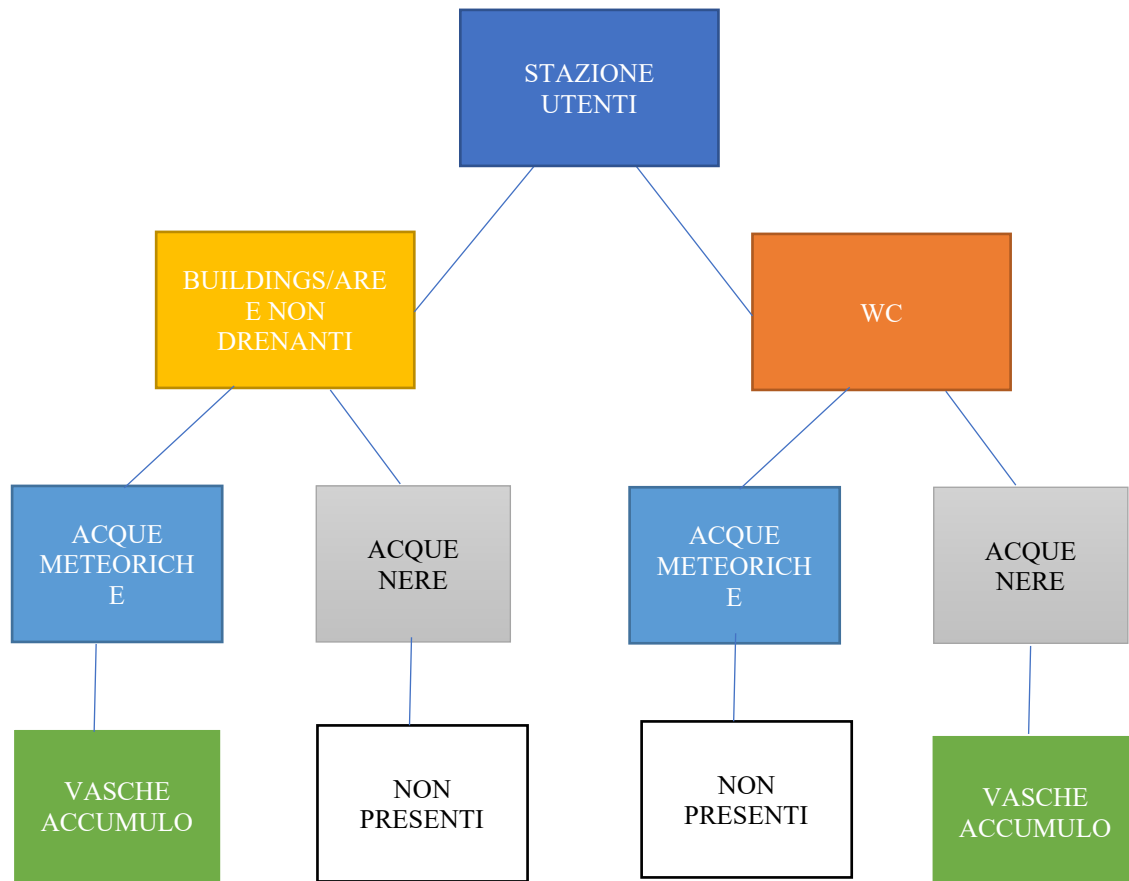 STAZIONE
UTENTI
BUILDINGS/ARE
E NON
DRENANTI
WC
ACQUE
METEORICH
E
ACQUE
NERE
ACQUE
METEORICH
E
ACQUE
NERE
VASCHE
ACCUMULO
NON
PRESENTI
NON
PRESENTI
VASCHE
ACCUMULO